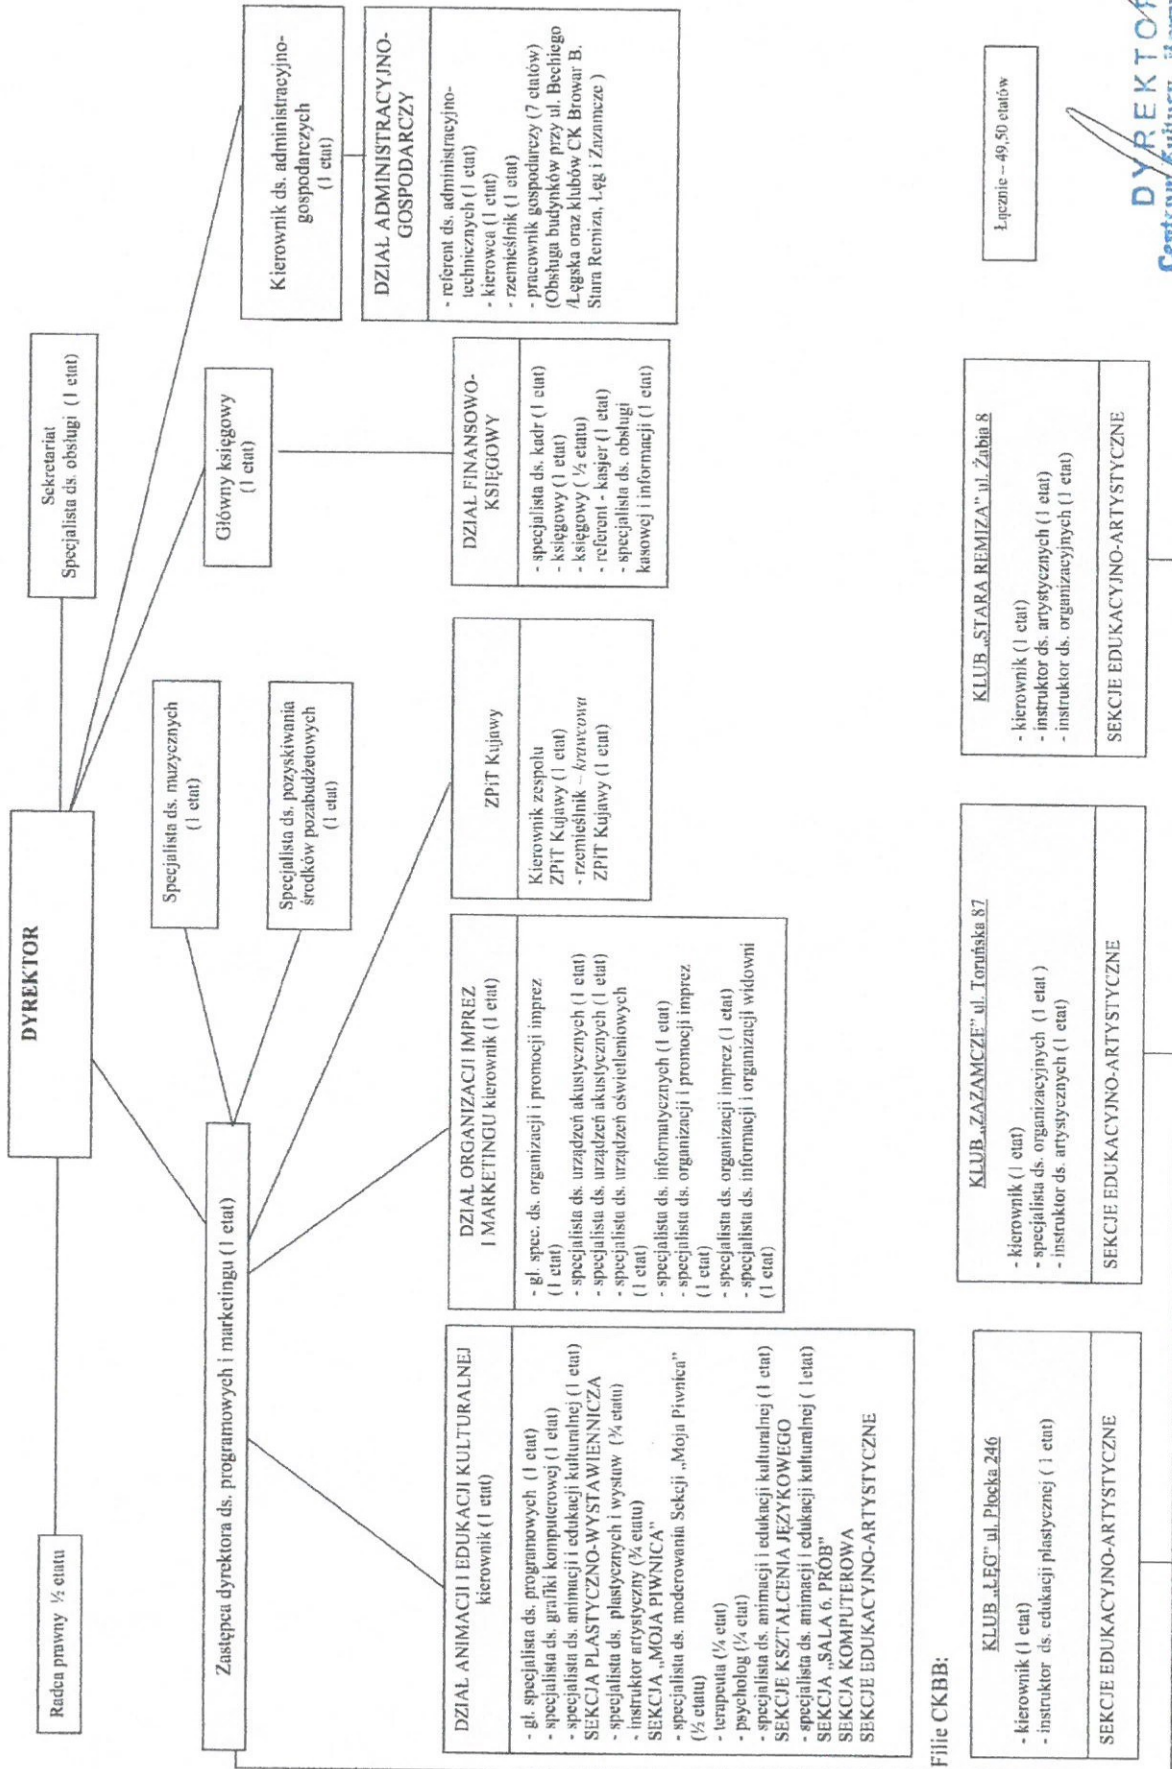 DYREKTOR
Radca prawny ½ etatu
Sekretariat
Specjalista ds. obsługi (1 etat)
Zastępca dyrektora ds. programowych i marketingu (1 etat)
Specjalista ds. muzycznych
(1 etat)
Specjalista ds. pozyskiwania
środków pozabudżetowych
(1 etat)
Główny księgowy
(1 etat)
Kierownik ds. administracyjno-
gospodarczych
(1 etat)
DZIAŁ ANIMACJI I EDUKACJI KULTURALNEJ
kierownik (1 etat)
- gł. specjalista ds. programowych (1 etat)
- specjalista ds. grafiki komputerowej (1 etat)
- specjalista ds. animacji i edukacji kulturalnej (1 etat)
SEKCJA PLASTYCZNO-WYSTAWIENNICZA
- specjalista ds. plastycznych i wystaw (¾ etatu)
- instruktor artystyczny (¾ etatu)
SEKCJA „MOJA PIWNICA”
- specjalista ds. moderowania Sekcji „Moja Piwnica”
(½ etatu)
- terapeuta (¼ etat)
- psycholog (¼ etat)
- specjalista ds. animacji i edukacji kulturalnej (1 etat)
SEKCJE KSZTAŁCENIA JĘZYKOWEGO
- specjalista ds. animacji i edukacji kulturalnej ( 1etat)
SEKCJA „SALA 6. PRÓB”
SEKCJA KOMPUTEROWA
SEKCJE EDUKACYJNO-ARTYSTYCZNE
DZIAŁ ORGANIZACJI IMPREZ
I MARKETINGU kierownik (1 etat)
- gł. spec. ds. organizacji i promocji imprez
(1 etat)
- specjalista ds. urządzeń akustycznych (1 etat)
- specjalista ds. urządzeń akustycznych (1 etat)
- specjalista ds. urządzeń oświetleniowych
(1 etat)
- specjalista ds. informatycznych (1 etat)
- specjalista ds. organizacji i promocji imprez
(1 etat)
- specjalista ds. organizacji imprez (1 etat)
- specjalista ds. informacji i organizacji widowni
(1 etat)
ZPiT Kujawy
Kierownik zespołu
ZPiT Kujawy (1 etat)
- rzemieślnik – krawcowa
ZPiT Kujawy (1 etat)
DZIAŁ FINANSOWO-
KSIĘGOWY
- specjalista ds. kadr (1 etat)
- księgowy (1 etat)
- księgowy ( ½ etatu)
- referent - kasjer (1 etat)
- specjalista ds. obsługi
kasowej i informacji (1 etat)
DZIAŁ ADMINISTRACYJNO-
GOSPODARCZY
- referent ds. administracyjno-
technicznych (1 etat)
- kierowca (1 etat)
- rzemieślnik (1 etat)
- pracownik gospodarczy (7 etatów)
(Obsługa budynków przy ul. Bechiego
/Łęgska oraz klubów CK Browar B.
Stara Remiza, Łęg i Zazamcze )
Filie CKBB:
KLUB „ŁĘG” ul. Płocka 246
- kierownik (1 etat)
- instruktor ds. edukacji plastycznej ( 1 etat)
SEKCJE EDUKACYJNO-ARTYSTYCZNE
KLUB „ZAZAMCZE” ul. Toruńska 87
- kierownik (1 etat)
- specjalista ds. organizacyjnych (1 etat )
- instruktor ds. artystycznych (1 etat)
SEKCJE EDUKACYJNO-ARTYSTYCZNE
KLUB „STARA REMIZA” ul. Żabia 8
- kierownik (1 etat)
- instruktor ds. artystycznych (1 etat)
- instruktor ds. organizacyjnych (1 etat)
SEKCJE EDUKACYJNO-ARTYSTYCZNE
Łącznie – 49,50 etatów
DYREKTOR
Centrum Kultury